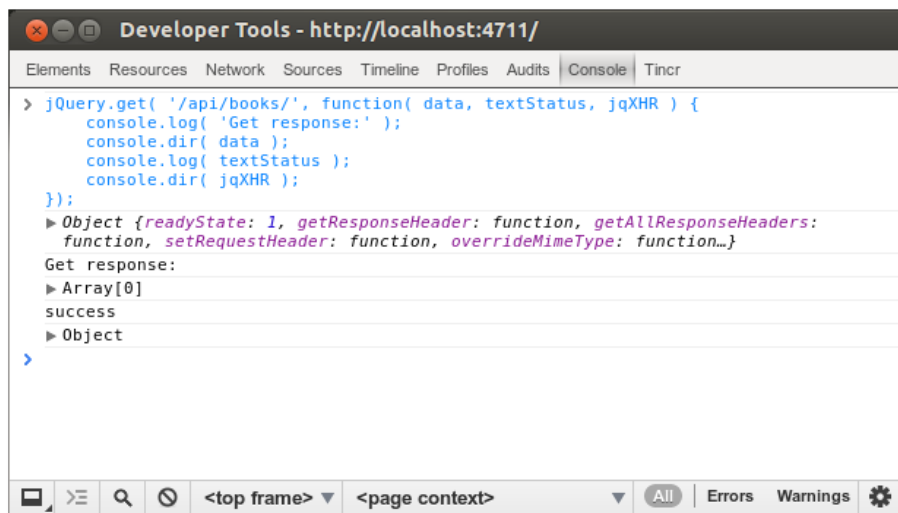 Developer Tools - http://localhost:4711/
Elements Resources Network Sources Timeline Profiles Audits Console Tincr
> jQuery.get( '/api/books/', function( data, textStatus, jqXHR ) {
console.log( 'Get response:' );
console.dir( data );
console.log( textStatus );
console.dir( jqXHR );
});
▶ Object {readyState: 1, getResponseHeader: function, getAllResponseHeaders:
function, setRequestHeader: function, overrideMimeType: function…}
Get response:
▶ Array[0]
success
▶ Object
>
<top frame> ▼ <page context> ▼ All Errors Warnings